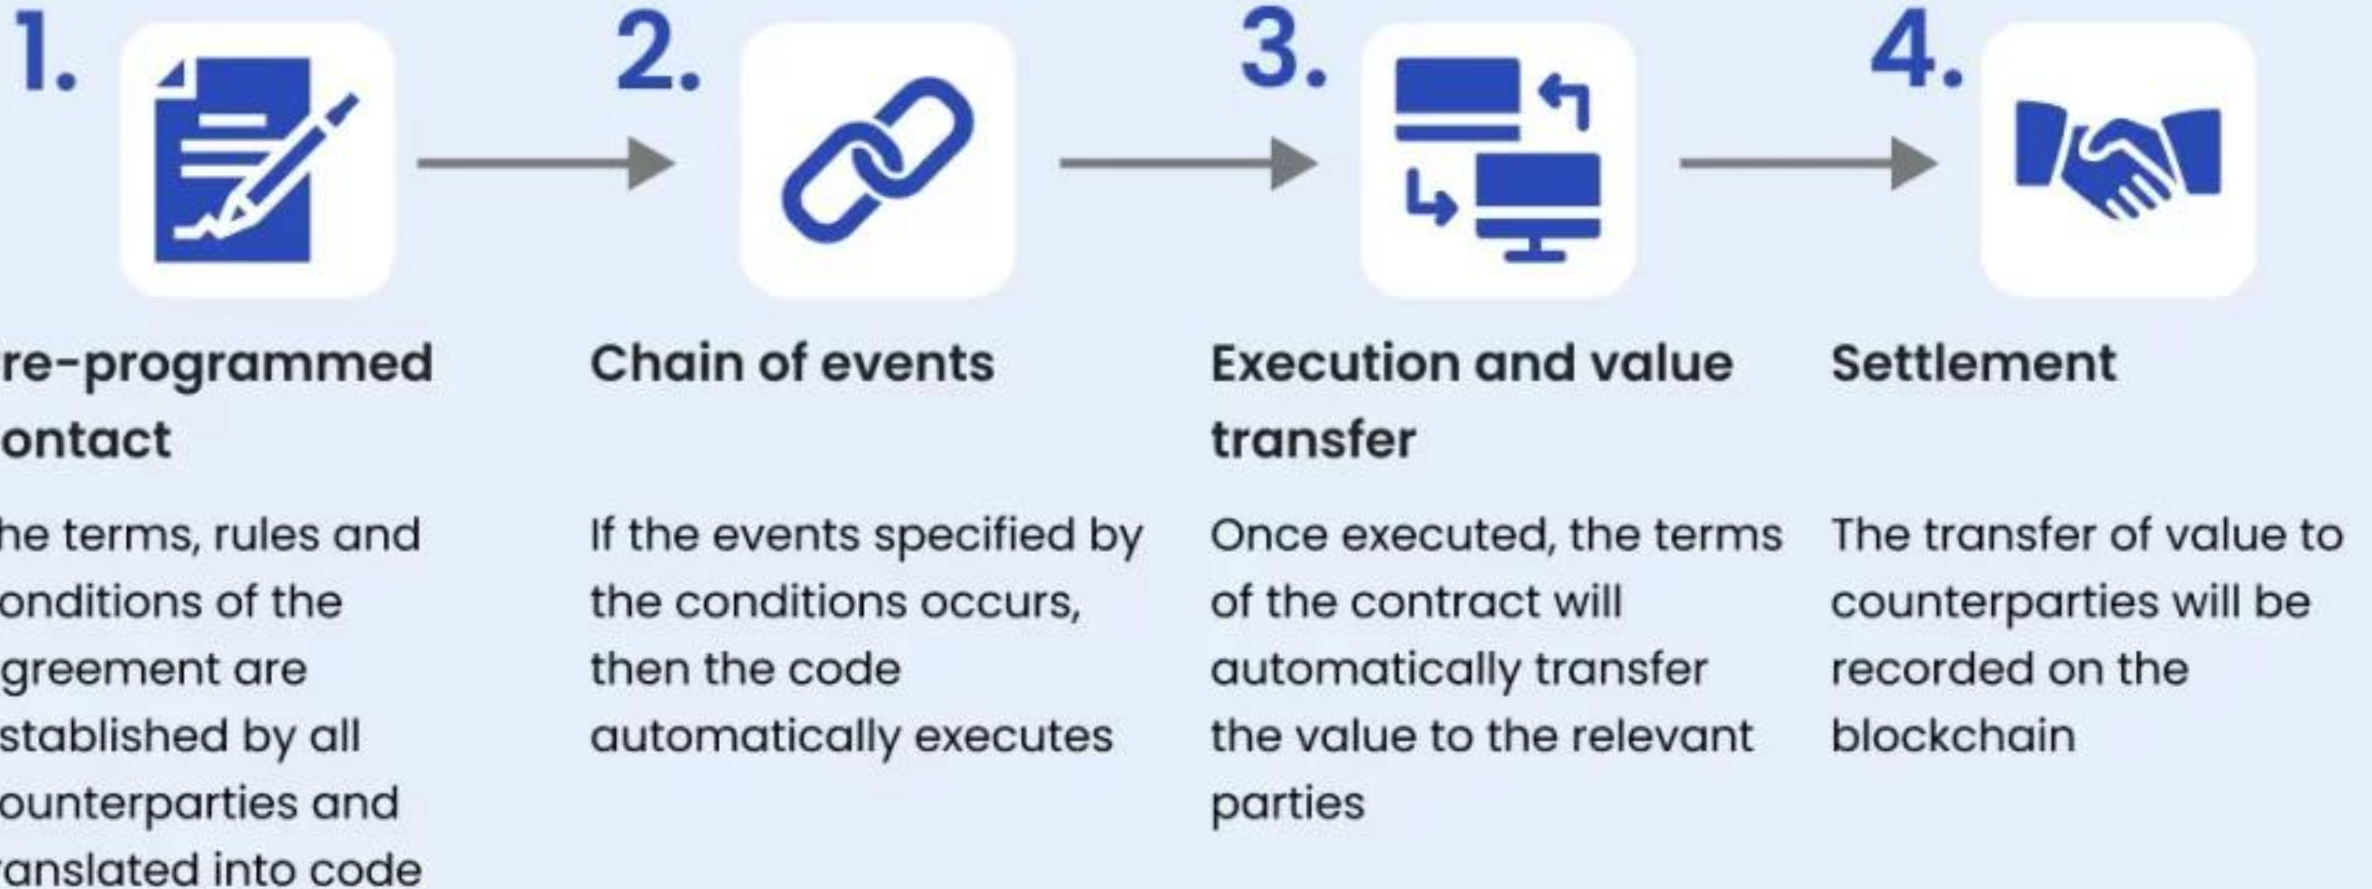 1.
re-programmed
ontact
he terms, rules and
onditions of the
greement are
stablished by all
ounterparties and
ranslated into code
2.
Chain of events
If the events specified by
the conditions occurs,
then the code
automatically executes
3.
Execution and value
transfer
Once executed, the terms
of the contract will
automatically transfer
the value to the relevant
parties
4.
Settlement
The transfer of value to
counterparties will be
recorded on the
blockchain